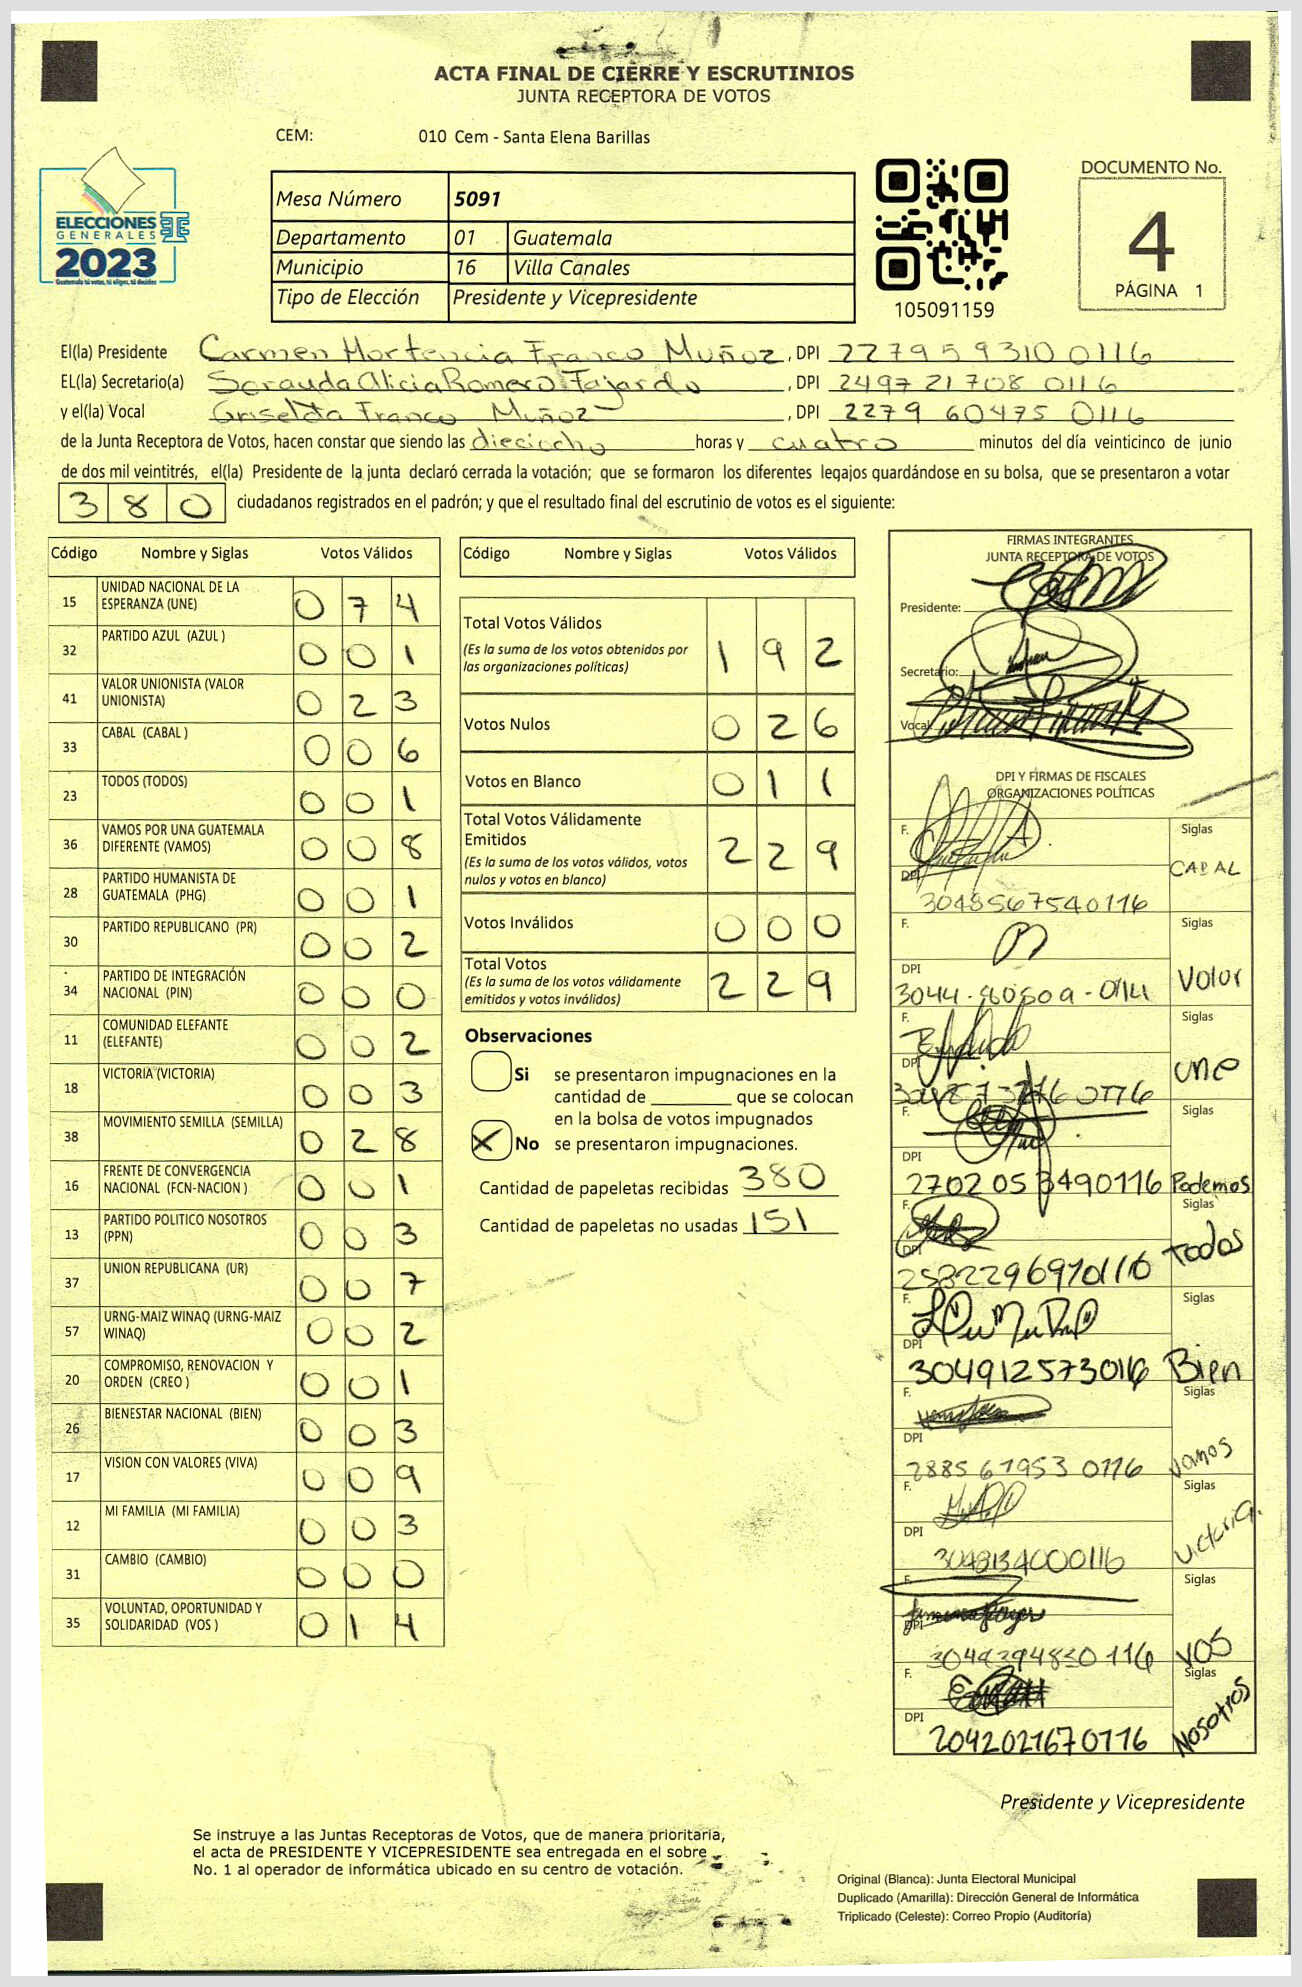 ACTA FINAL DE CIERRE Y ESCRUTINIOS
JUNTA RECEPTORA DE VOTOS
CEM: 010 Cem - Santa Elena Barillas
ELECCIONES
GENERALES
2023
Guatemala tú votas, tú eliges, tú decides
Mesa Número 5091
Departamento 01 Guatemala
Municipio 16 Villa Canales
Tipo de Elección Presidente y Vicepresidente
105091159
DOCUMENTO No.
4
PÁGINA 1
El(la) Presidente Carmen Hortencia Franco Muñoz, DPI 2279 59310 0116
EL(la) Secretario(a) Sorayda Alicia Romero Fajardo, DPI 2497 21708 0116
y el(la) Vocal Griselda Franco Muñoz, DPI 2279 60475 0116
de la Junta Receptora de Votos, hacen constar que siendo las dieciocho horas y cuatro minutos del día veinticinco de junio
de dos mil veintitrés, el(la) Presidente de la junta declaró cerrada la votación; que se formaron los diferentes legajos guardándose en su bolsa, que se presentaron a votar
380 ciudadanos registrados en el padrón; y que el resultado final del escrutinio de votos es el siguiente:
Código Nombre y Siglas Votos Válidos
15 UNIDAD NACIONAL DE LA
ESPERANZA (UNE) 0 7 4
32 PARTIDO AZUL (AZUL ) 0 0 1
41 VALOR UNIONISTA (VALOR
UNIONISTA) 0 2 3
33 CABAL (CABAL ) 0 0 6
23 TODOS (TODOS) 0 0 1
36 VAMOS POR UNA GUATEMALA
DIFERENTE (VAMOS) 0 0 8
28 PARTIDO HUMANISTA DE
GUATEMALA (PHG) 0 0 1
30 PARTIDO REPUBLICANO (PR) 0 0 2
34 PARTIDO DE INTEGRACIÓN
NACIONAL (PIN) 0 0 0
11 COMUNIDAD ELEFANTE
(ELEFANTE) 0 0 2
18 VICTORIA (VICTORIA) 0 0 3
38 MOVIMIENTO SEMILLA (SEMILLA) 0 2 8
16 FRENTE DE CONVERGENCIA
NACIONAL (FCN-NACION ) 0 0 1
13 PARTIDO POLITICO NOSOTROS
(PPN) 0 0 3
37 UNION REPUBLICANA (UR) 0 0 7
57 URNG-MAIZ WINAQ (URNG-MAIZ
WINAQ) 0 0 2
20 COMPROMISO, RENOVACION Y
ORDEN (CREO ) 0 0 1
26 BIENESTAR NACIONAL (BIEN) 0 0 3
17 VISION CON VALORES (VIVA) 0 0 9
12 MI FAMILIA (MI FAMILIA) 0 0 3
31 CAMBIO (CAMBIO) 0 0 0
35 VOLUNTAD, OPORTUNIDAD Y
SOLIDARIDAD (VOS ) 0 1 4
Código Nombre y Siglas Votos Válidos
Total Votos Válidos
(Es la suma de los votos obtenidos por
las organizaciones políticas) 1 9 2
Votos Nulos 0 2 6
Votos en Blanco 0 1 1
Total Votos Válidamente
Emitidos
(Es la suma de los votos válidos, votos
nulos y votos en blanco) 2 2 9
Votos Inválidos 0 0 0
Total Votos
(Es la suma de los votos válidamente
emitidos y votos inválidos) 2 2 9
Observaciones
Si se presentaron impugnaciones en la
cantidad de ________ que se colocan
en la bolsa de votos impugnados
X No se presentaron impugnaciones.
Cantidad de papeletas recibidas 380
Cantidad de papeletas no usadas 151
FIRMAS INTEGRANTES
JUNTA RECEPTORA DE VOTOS
Presidente:
Secretario:
Vocal:
DPI Y FIRMAS DE FISCALES
ORGANIZACIONES POLÍTICAS
F. Siglas
DPI CABAL
3048567540116
F. Siglas
DPI Valor
F. Siglas
DPI une
F. Siglas
DPI
2702053490116 Podemos
F. Siglas
DPI Todos
F. Siglas
DPI
3049125730116 Bien
F. Siglas
DPI vamos
2885 61953 0116
F. Siglas
DPI victoria.
3048134000116
F. Siglas
DPI
3048394830116 VOS
F. Siglas
DPI Nosotros
2042021670116
Presidente y Vicepresidente
Se instruye a las Juntas Receptoras de Votos, que de manera prioritaria,
el acta de PRESIDENTE Y VICEPRESIDENTE sea entregada en el sobre
No. 1 al operador de informática ubicado en su centro de votación.
Original (Blanca): Junta Electoral Municipal
Duplicado (Amarilla): Dirección General de Informática
Triplicado (Celeste): Correo Propio (Auditoría)